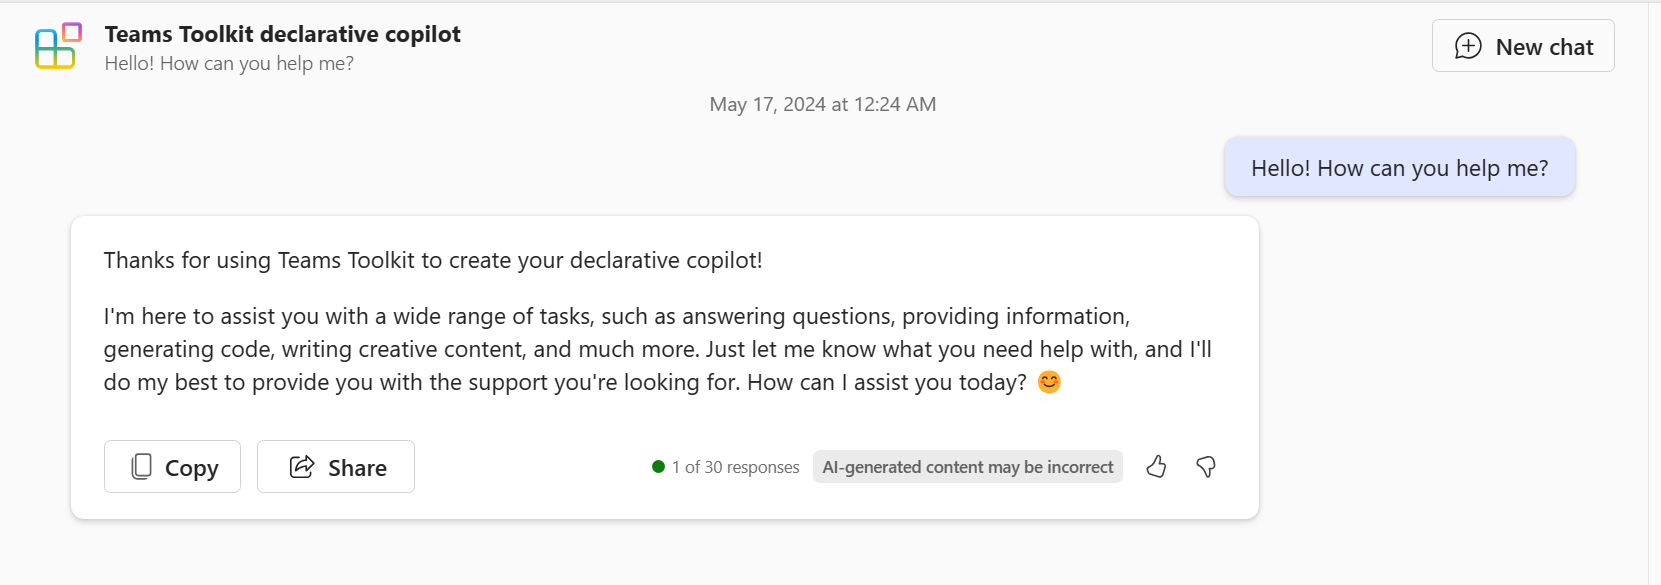 Teams Toolkit declarative copilot
Hello! How can you help me?
New chat
May 17, 2024 at 12:24 AM
Hello! How can you help me?
Thanks for using Teams Toolkit to create your declarative copilot!
I'm here to assist you with a wide range of tasks, such as answering questions, providing information,
generating code, writing creative content, and much more. Just let me know what you need help with, and I'll
do my best to provide you with the support you're looking for. How can I assist you today? 😊
Copy
Share
1 of 30 responses
AI-generated content may be incorrect